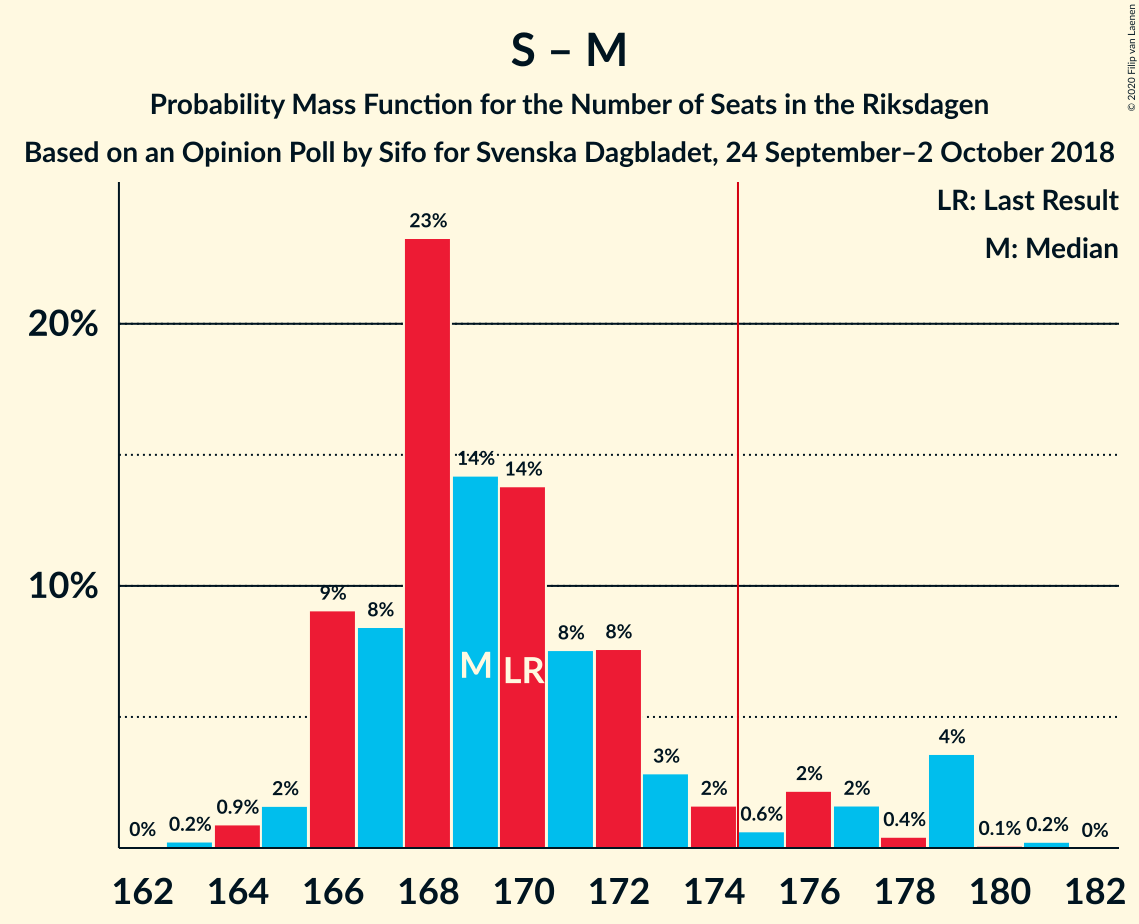 S – M
Probability Mass Function for the Number of Seats in the Riksdagen
Based on an Opinion Poll by Sifo for Svenska Dagbladet, 24 September–2 October 2018
© 2020 Filip van Laenen
LR: Last Result
M: Median
20%
10%
0%
0.2%
0.9%
2%
9%
8%
23%
14%
14%
8%
8%
3%
2%
0.6%
2%
2%
0.4%
4%
0.1%
0.2%
0%
M
LR
162 164 166 168 170 172 174 176 178 180 182